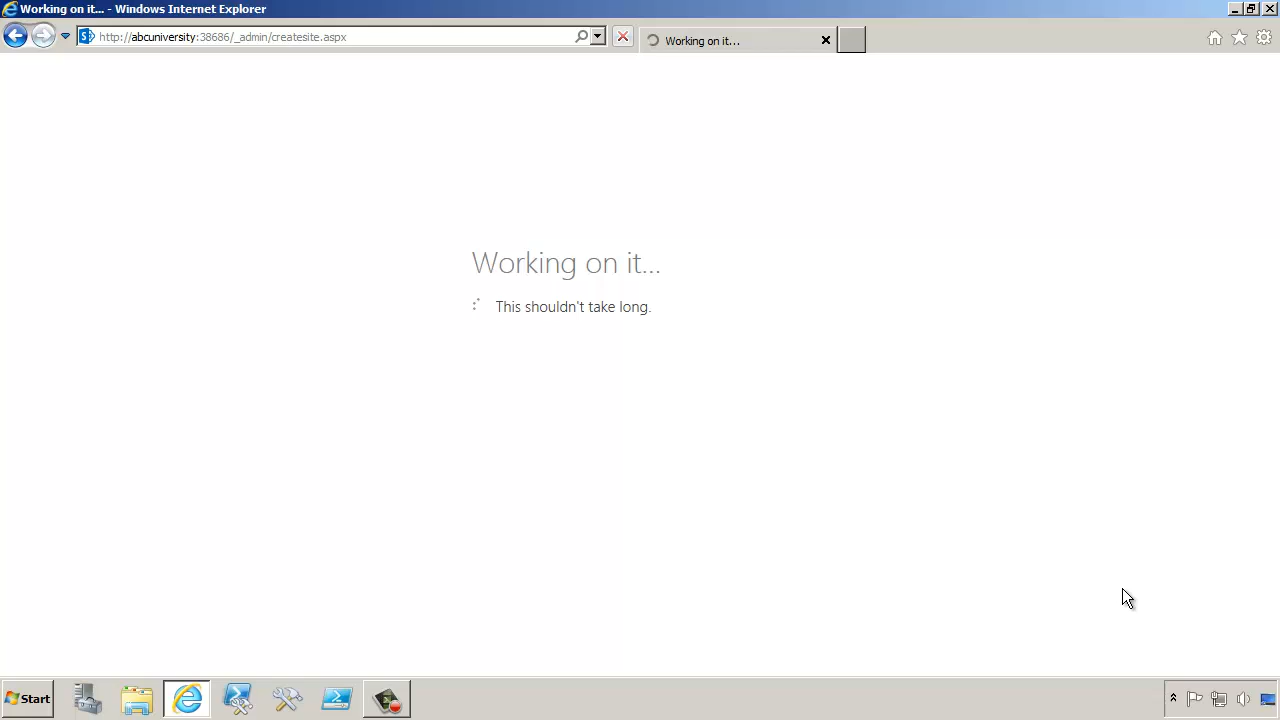 Working on it... - Windows Internet Explorer
http://abcuniversity:38686/_admin/createsite.aspx
Working on it...
Working on it...
This shouldn't take long.
Start